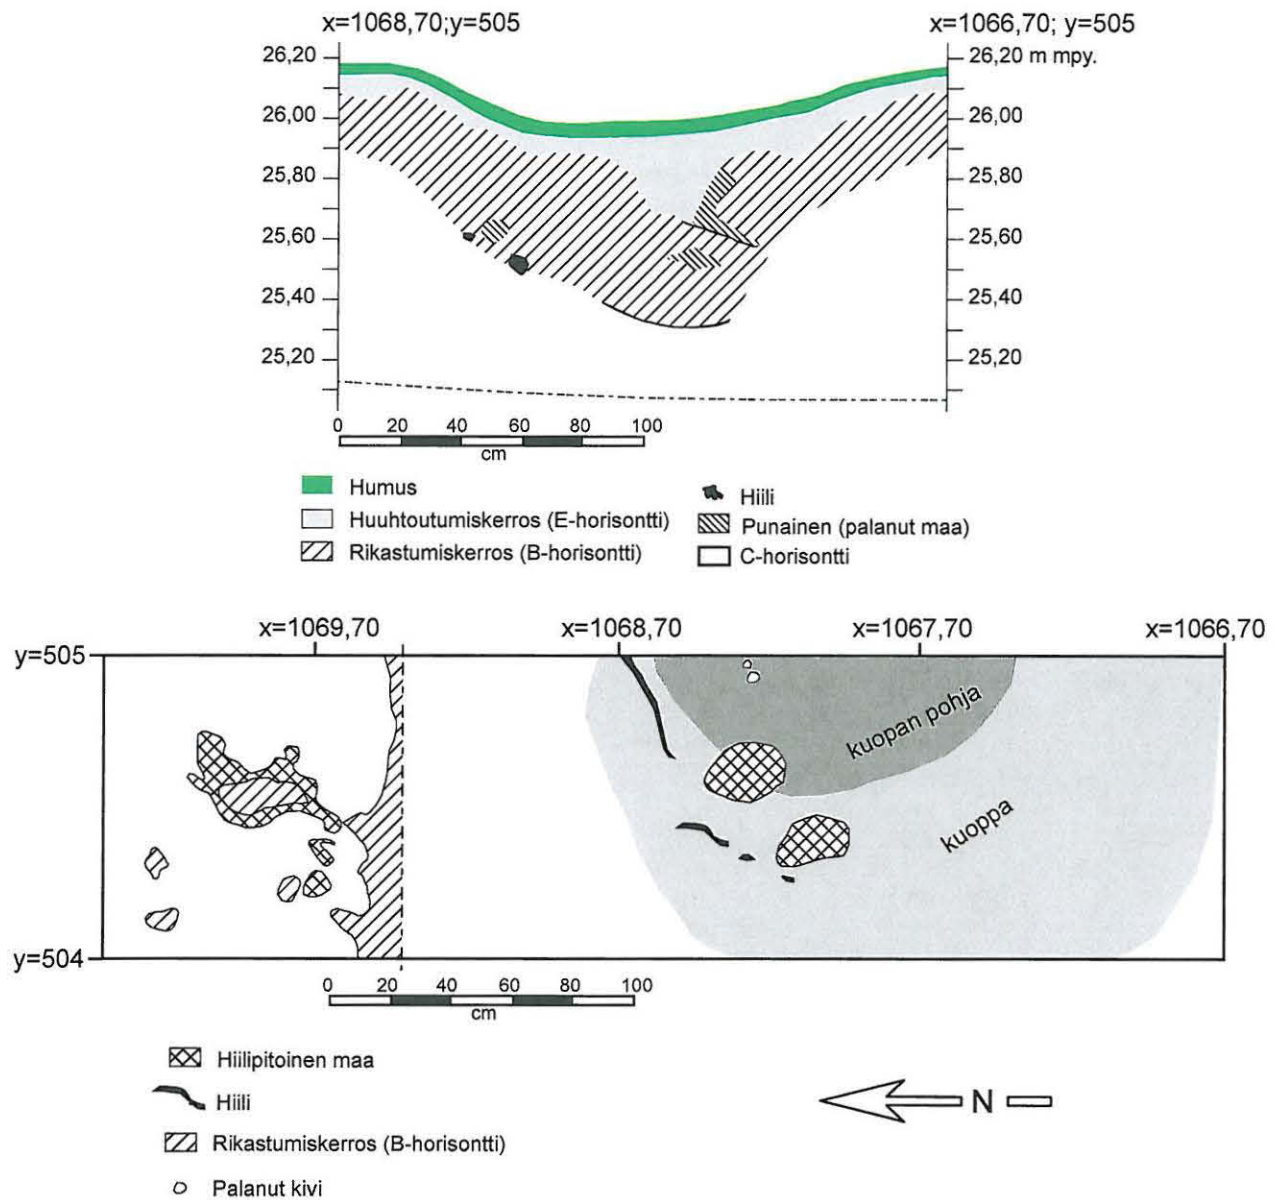 x=1068,70;y=505
x=1066,70; y=505
26,20
26,20 m mpy.
26,00
26,00
25,80
25,80
25,60
25,60
25,40
25,40
25,20
25,20
0 20 40 60 80 100
cm
Humus
Huuhtoutumiskerros (E-horisontti)
Rikastumiskerros (B-horisontti)
Hiili
Punainen (palanut maa)
C-horisontti
x=1069,70 x=1068,70 x=1067,70 x=1066,70
y=505
kuopan pohja
kuoppa
y=504
0 20 40 60 80 100
cm
Hiilipitoinen maa
Hiili
Rikastumiskerros (B-horisontti)
Palanut kivi
N